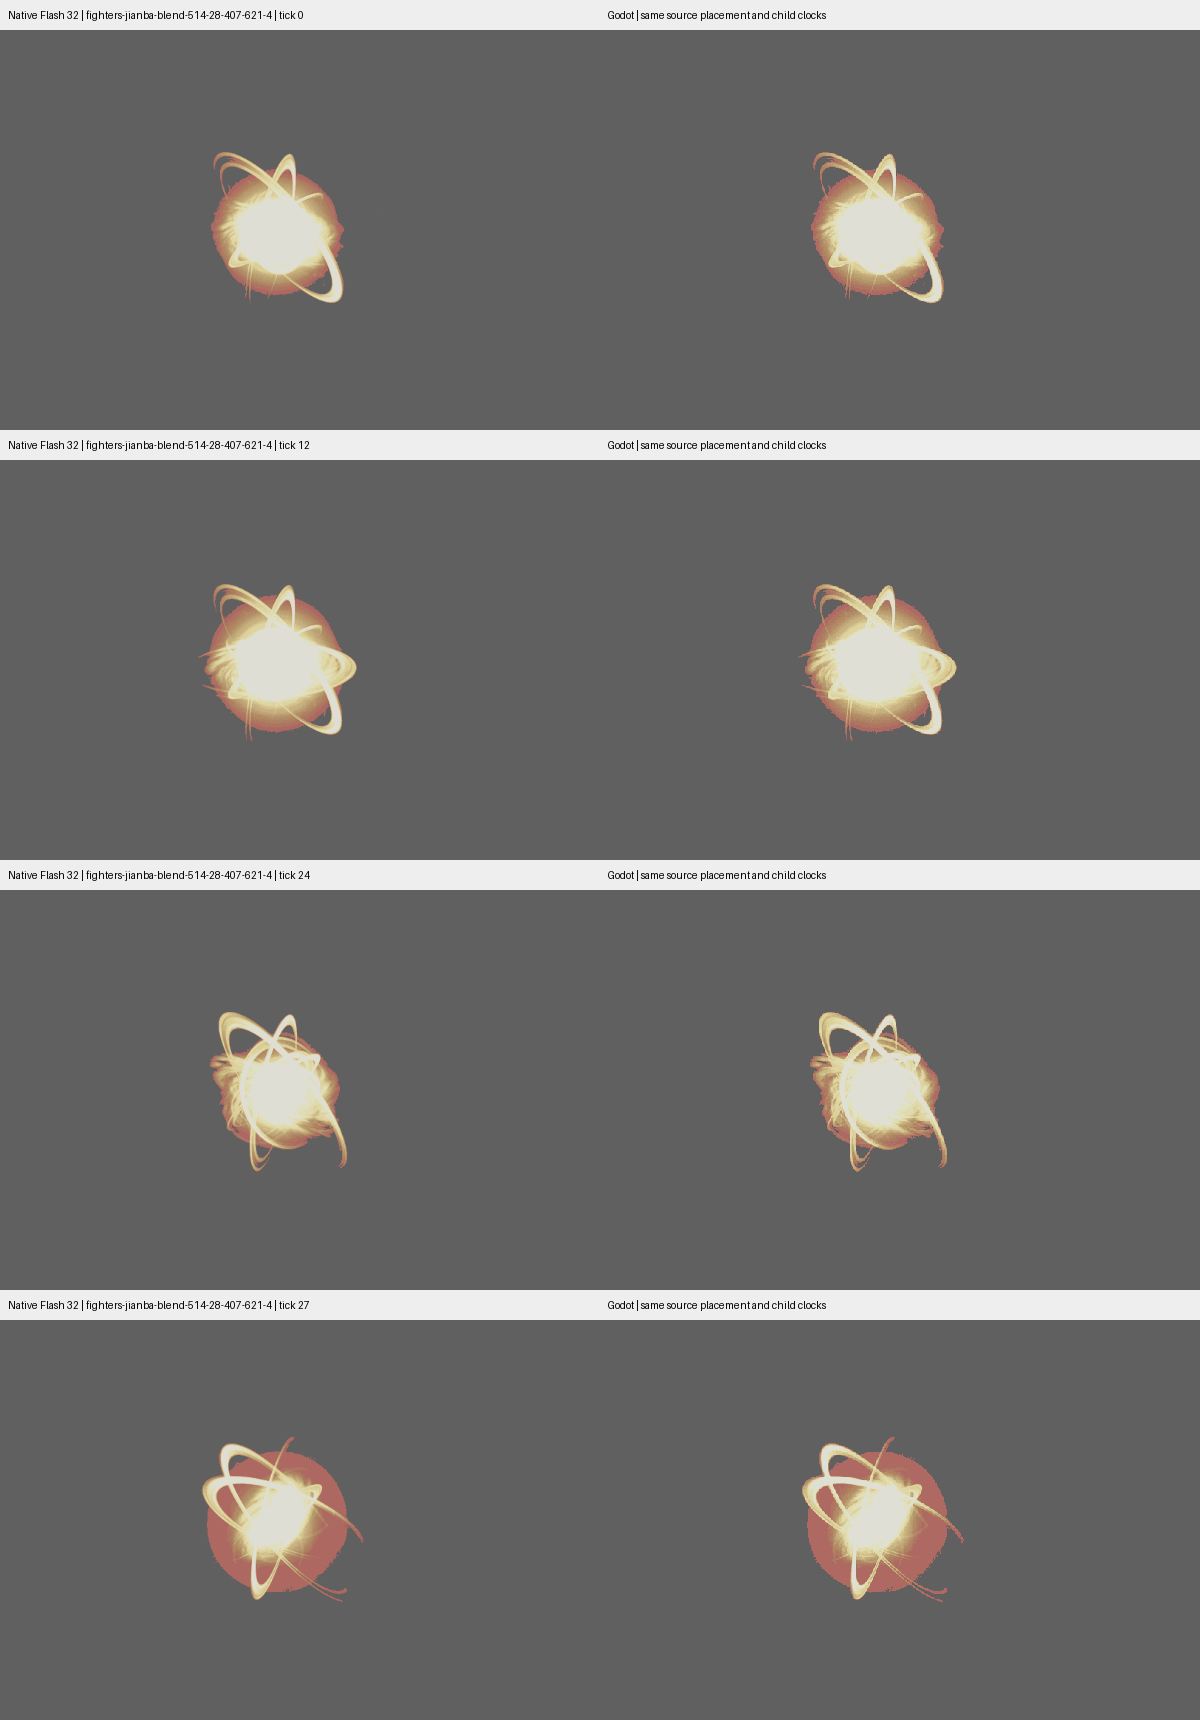 Native Flash 32 | fighters-jianba-blend-514-28-407-621-4 | tick 0
Godot | same source placement and child clocks
Native Flash 32 | fighters-jianba-blend-514-28-407-621-4 | tick 12
Godot | same source placement and child clocks
Native Flash 32 | fighters-jianba-blend-514-28-407-621-4 | tick 24
Godot | same source placement and child clocks
Native Flash 32 | fighters-jianba-blend-514-28-407-621-4 | tick 27
Godot | same source placement and child clocks